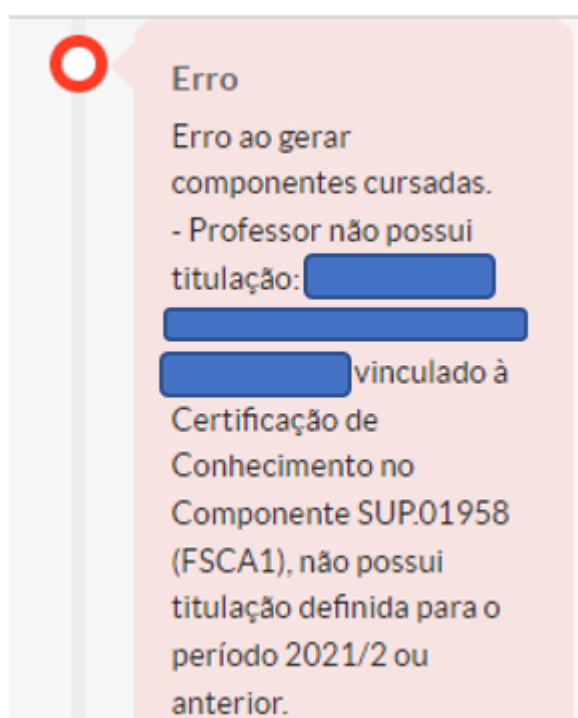 Erro
Erro ao gerar
componentes cursadas.
- Professor não possui
titulação:
vinculado à
Certificação de
Conhecimento no
Componente SUP.01958
(FSCA1), não possui
titulação definida para o
período 2021/2 ou
anterior.